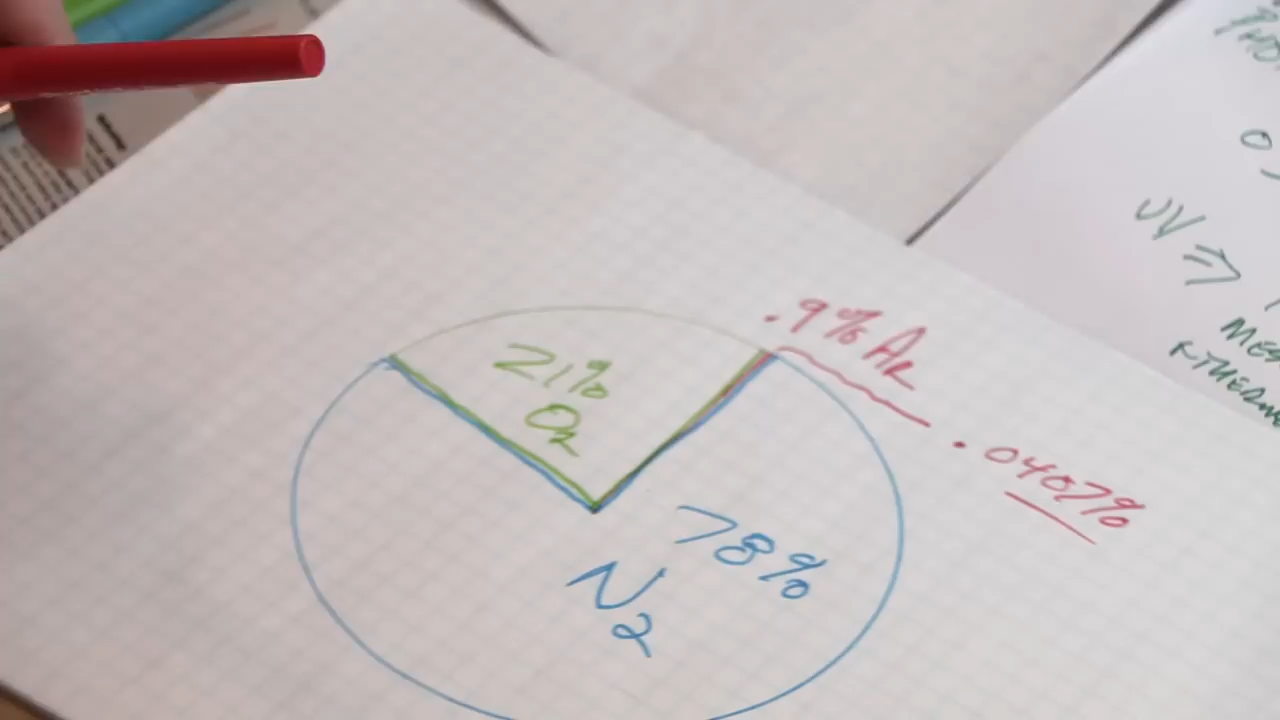 21%
O2
.9% Ar
.0407%
78%
N2
UV ⇒